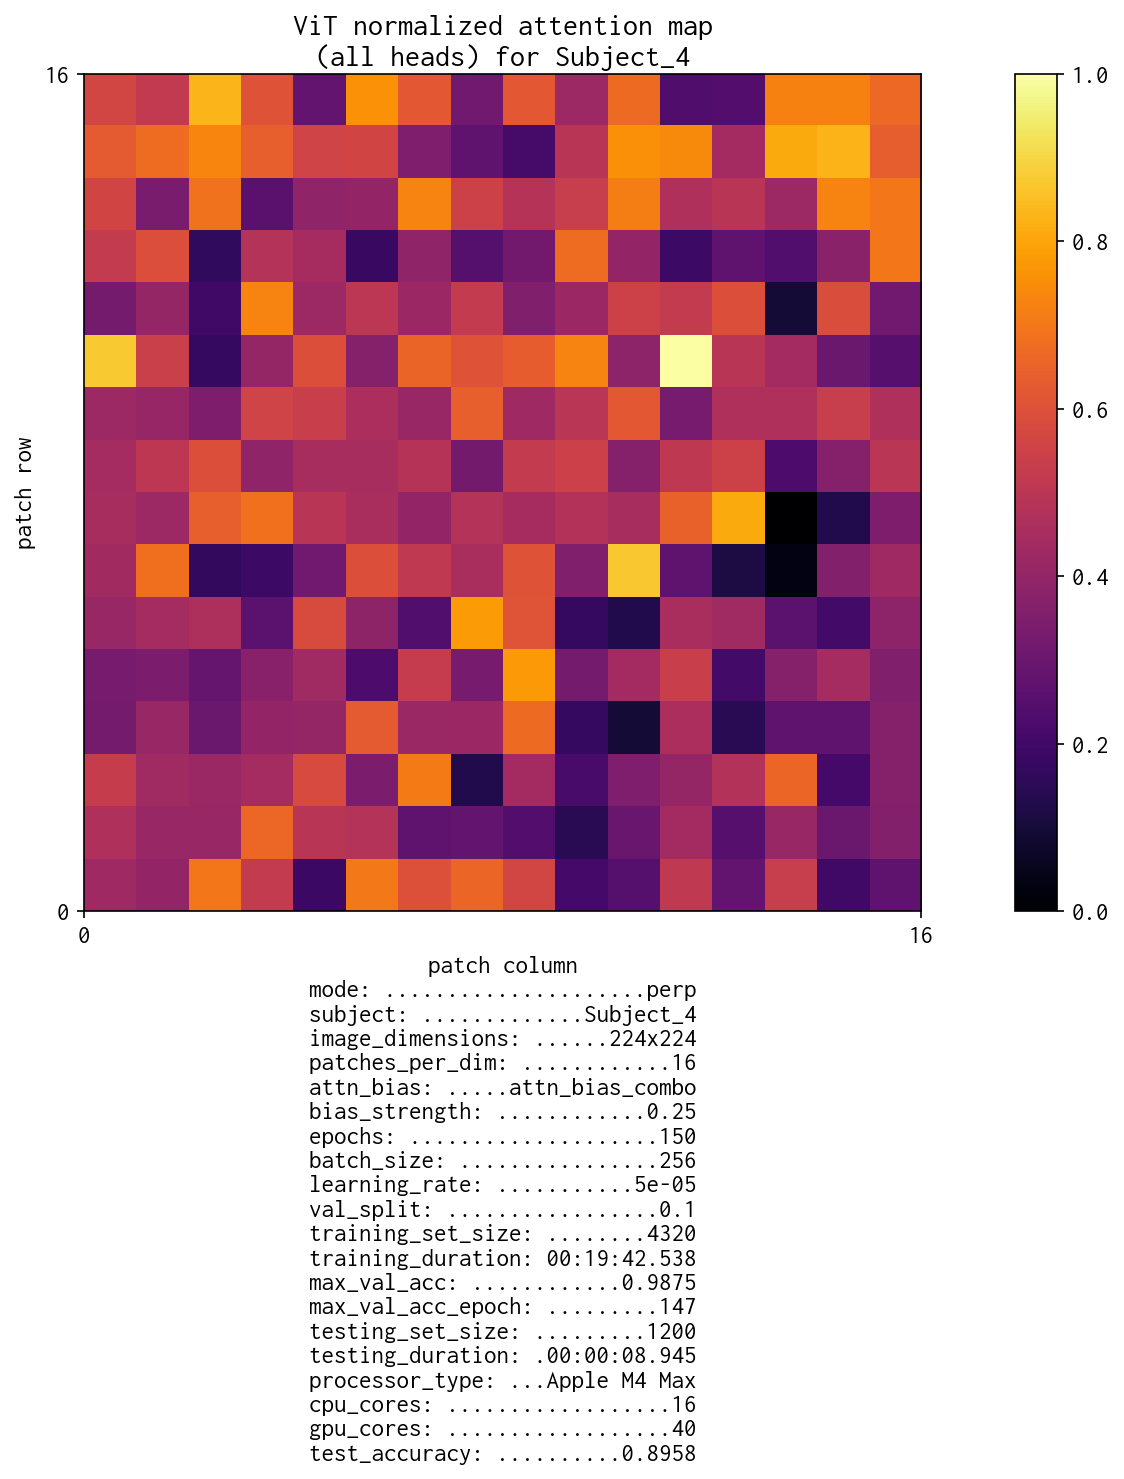 ViT normalized attention map
(all heads) for Subject_4
16
1.0
0.8
0.6
patch row
0.4
0.2
0
0.0
0
16
patch column
mode: .....................perp
subject: .............Subject_4
image_dimensions: ......224x224
patches_per_dim: ............16
attn_bias: .....attn_bias_combo
bias_strength: ............0.25
epochs: ....................150
batch_size: ................256
learning_rate: ...........5e-05
val_split: .................0.1
training_set_size: ........4320
training_duration: 00:19:42.538
max_val_acc: ............0.9875
max_val_acc_epoch: .........147
testing_set_size: .........1200
testing_duration: .00:00:08.945
processor_type: ...Apple M4 Max
cpu_cores: ..................16
gpu_cores: ..................40
test_accuracy: ..........0.8958